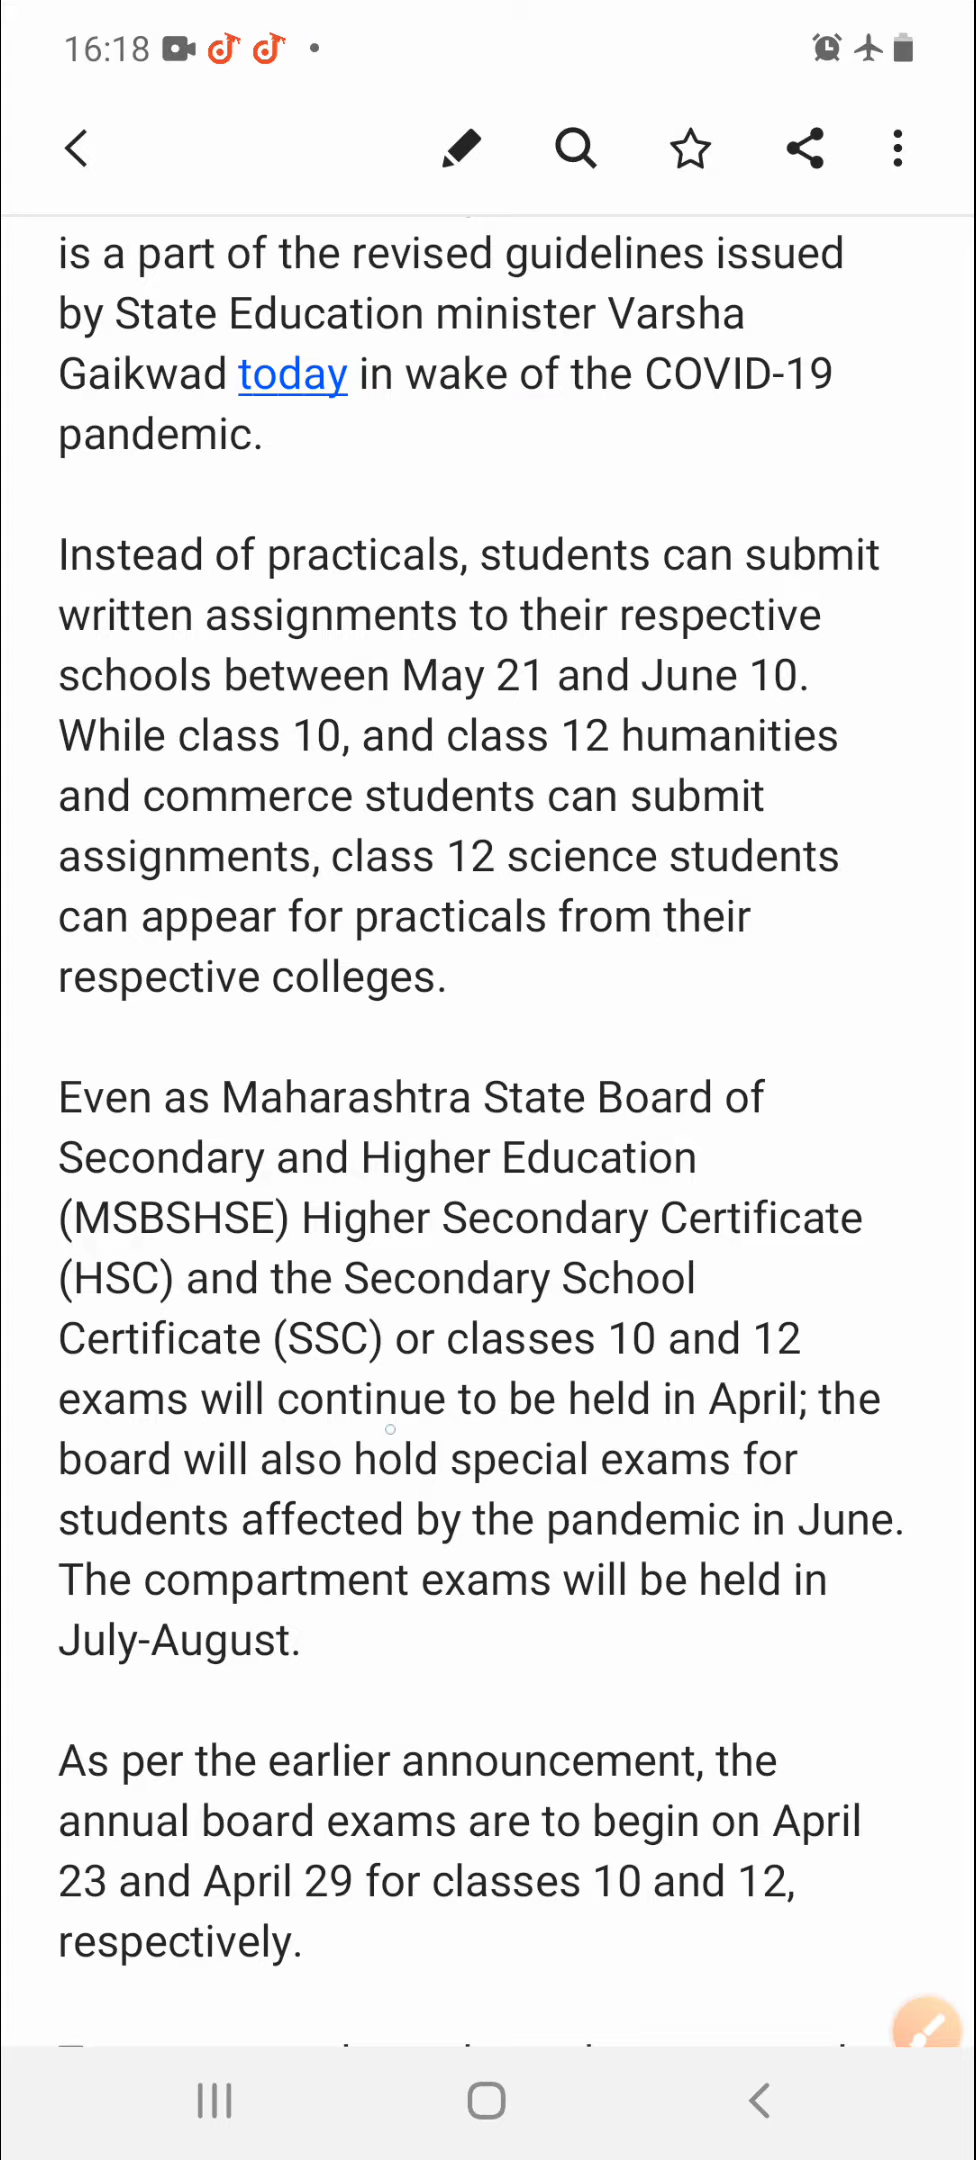 16:18
is a part of the revised guidelines issued
by State Education minister Varsha
Gaikwad today in wake of the COVID-19
pandemic.
Instead of practicals, students can submit
written assignments to their respective
schools between May 21 and June 10.
While class 10, and class 12 humanities
and commerce students can submit
assignments, class 12 science students
can appear for practicals from their
respective colleges.
Even as Maharashtra State Board of
Secondary and Higher Education
(MSBSHSE) Higher Secondary Certificate
(HSC) and the Secondary School
Certificate (SSC) or classes 10 and 12
exams will continue to be held in April; the
board will also hold special exams for
students affected by the pandemic in June.
The compartment exams will be held in
July-August.
As per the earlier announcement, the
annual board exams are to begin on April
23 and April 29 for classes 10 and 12,
respectively.